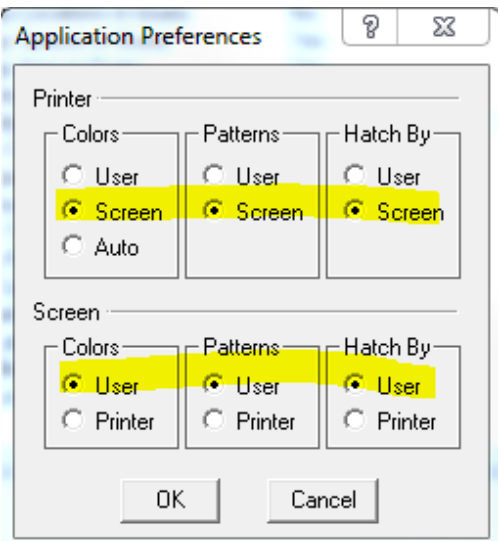 Application Preferences ?
Printer
Colors Patterns Hatch By
User User User
Screen Screen Screen
Auto
Screen
Colors Patterns Hatch By
User User User
Printer Printer Printer
OK Cancel